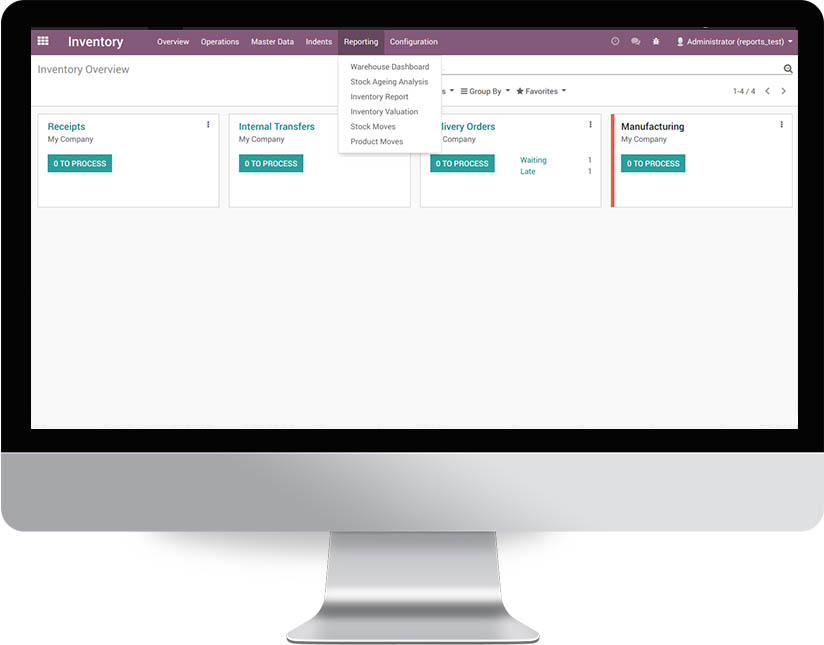 Inventory Overview Operations Master Data Indents Reporting Configuration Administrator (reports_test)
Inventory Overview
Warehouse Dashboard
Stock Ageing Analysis
Inventory Report
Inventory Valuation
Stock Moves
Product Moves
s Group By Favorites 1-4 / 4
Receipts Internal Transfers livery Orders Manufacturing
My Company My Company Company My Company
0 TO PROCESS 0 TO PROCESS 0 TO PROCESS Waiting 1 0 TO PROCESS
Late 1